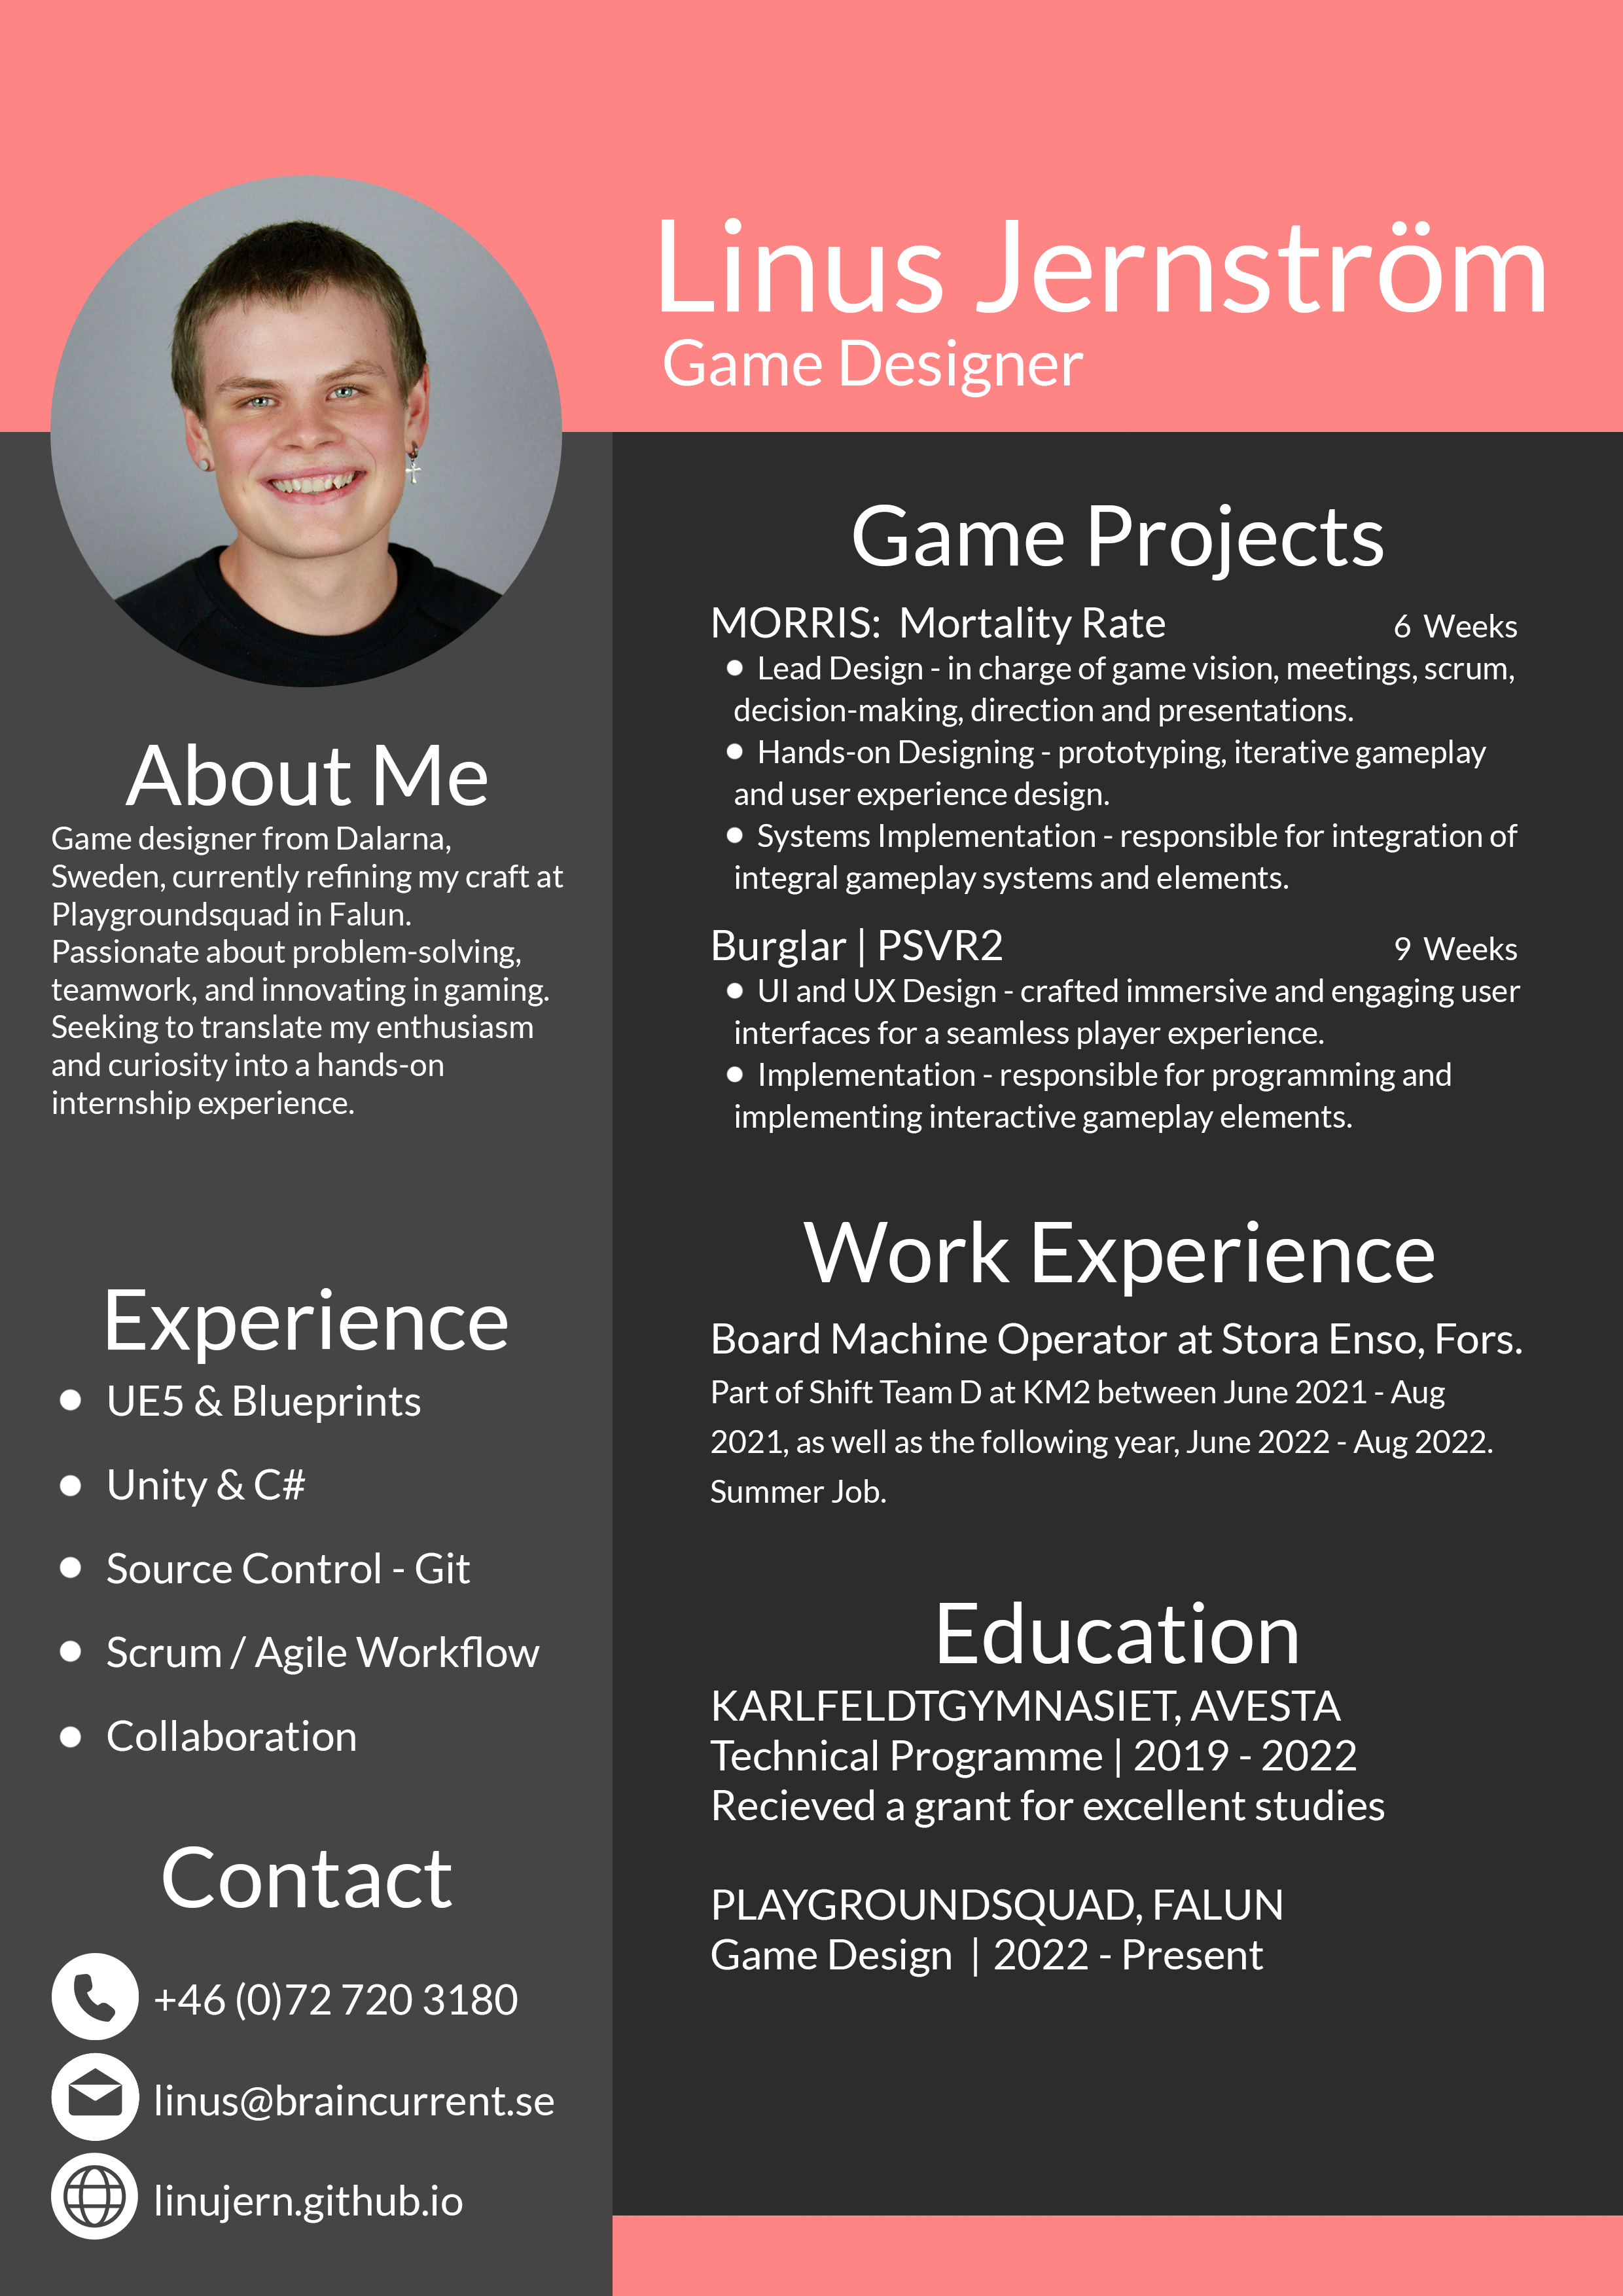 Linus Jernström
Game Designer
About Me
Game designer from Dalarna,
Sweden, currently refining my craft at
Playgroundsquad in Falun.
Passionate about problem-solving,
teamwork, and innovating in gaming.
Seeking to translate my enthusiasm
and curiosity into a hands-on
internship experience.
Experience
● UE5 & Blueprints
● Unity & C#
● Source Control - Git
● Scrum / Agile Workflow
● Collaboration
Contact
+46 (0)72 720 3180
linus@braincurrent.se
linujern.github.io
Game Projects
MORRIS: Mortality Rate 6 Weeks
● Lead Design - in charge of game vision, meetings, scrum,
decision-making, direction and presentations.
● Hands-on Designing - prototyping, iterative gameplay
and user experience design.
● Systems Implementation - responsible for integration of
integral gameplay systems and elements.
Burglar | PSVR2 9 Weeks
● UI and UX Design - crafted immersive and engaging user
interfaces for a seamless player experience.
● Implementation - responsible for programming and
implementing interactive gameplay elements.
Work Experience
Board Machine Operator at Stora Enso, Fors.
Part of Shift Team D at KM2 between June 2021 - Aug
2021, as well as the following year, June 2022 - Aug 2022.
Summer Job.
Education
KARLFELDTGYMNASIET, AVESTA
Technical Programme | 2019 - 2022
Recieved a grant for excellent studies
PLAYGROUNDSQUAD, FALUN
Game Design | 2022 - Present